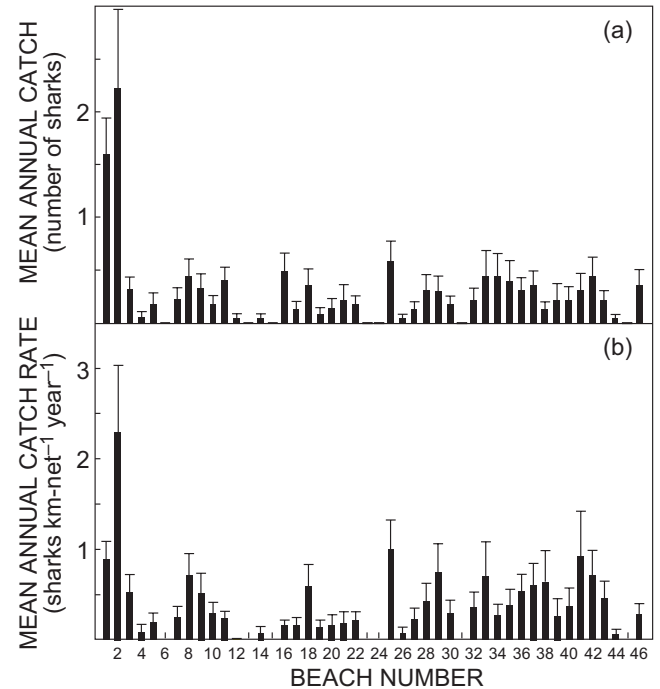 (a)
MEAN ANNUAL CATCH
(number of sharks)
2
1
(b)
MEAN ANNUAL CATCH RATE
(sharks km-net⁻¹ year⁻¹)
3
2
1
2 4 6 8 10 12 14 16 18 20 22 24 26 28 30 32 34 36 38 40 42 44 46
BEACH NUMBER